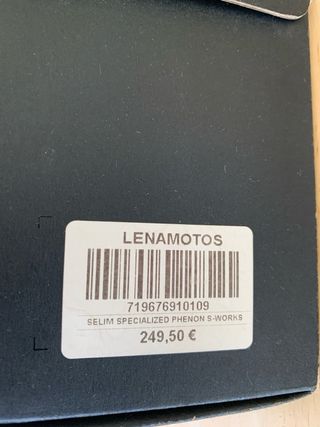 LENAMOTOS
719676910109
SELIM SPECIALIZED PHENON S-WORKS
249,50 €